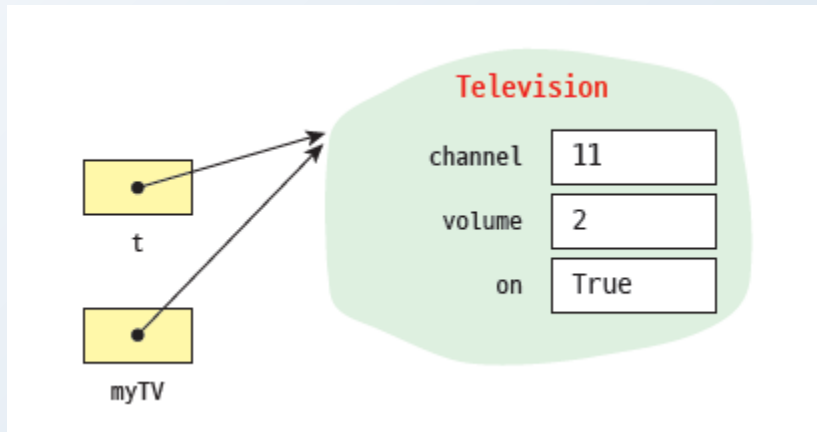 Television
channel 11
volume 2
on True
t
myTV